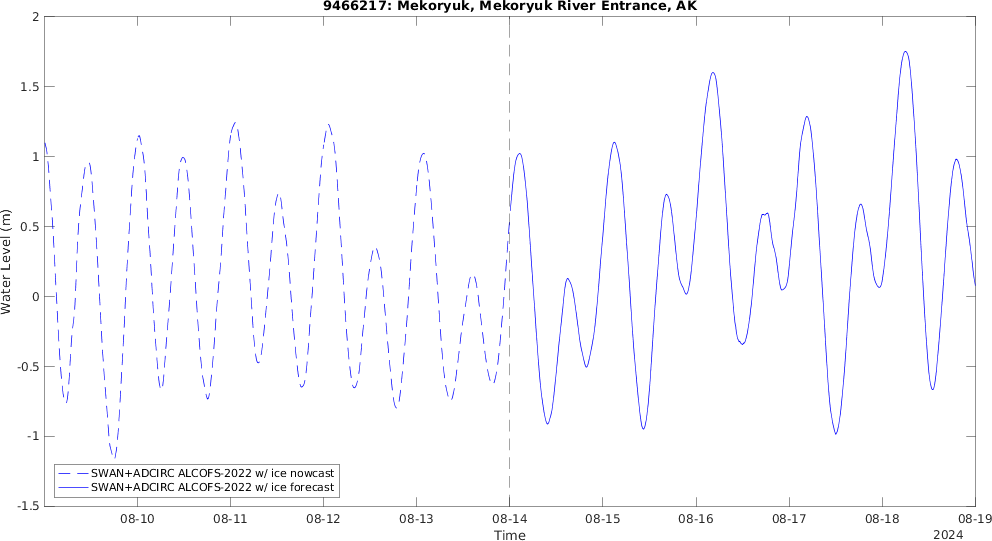 9466217: Mekoryuk, Mekoryuk River Entrance, AK
2
1.5
1
0.5
0
-0.5
-1
-1.5
Water Level (m)
SWAN+ADCIRC ALCOFS-2022 w/ ice nowcast
SWAN+ADCIRC ALCOFS-2022 w/ ice forecast
08-10 08-11 08-12 08-13 08-14 08-15 08-16 08-17 08-18 08-19
Time
2024